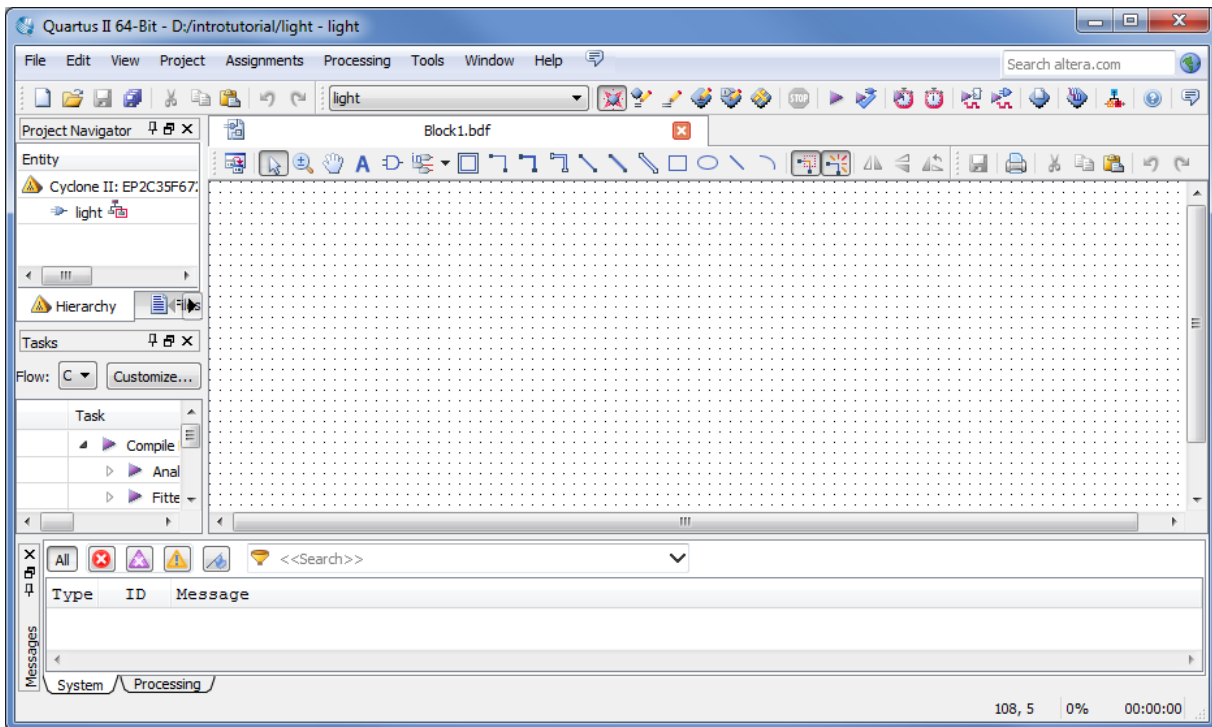 Quartus II 64-Bit - D:/introtutorial/light - light
File Edit View Project Assignments Processing Tools Window Help
Search altera.com
light
STOP
Project Navigator
Block1.bdf
Entity
A
Cyclone II: EP2C35F67
light
Hierarchy
Tasks
Flow: C Customize...
Task
Compile
Anal
Fitte
All <<Search>>
Type ID Message
Messages
System Processing
108, 5 0% 00:00:00